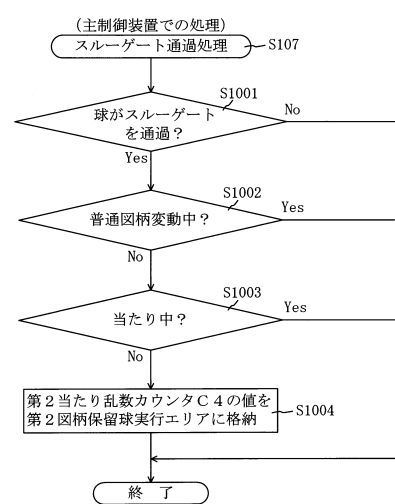 (主制御装置での処理)
スルーゲート通過処理
S107
S1001
球がスルーゲート
を通過?
No
Yes
S1002
普通図柄変動中?
Yes
No
S1003
当たり中?
Yes
No
第2当たり乱数カウンタC4の値を
第2図柄保留球実行エリアに格納
S1004
終 了